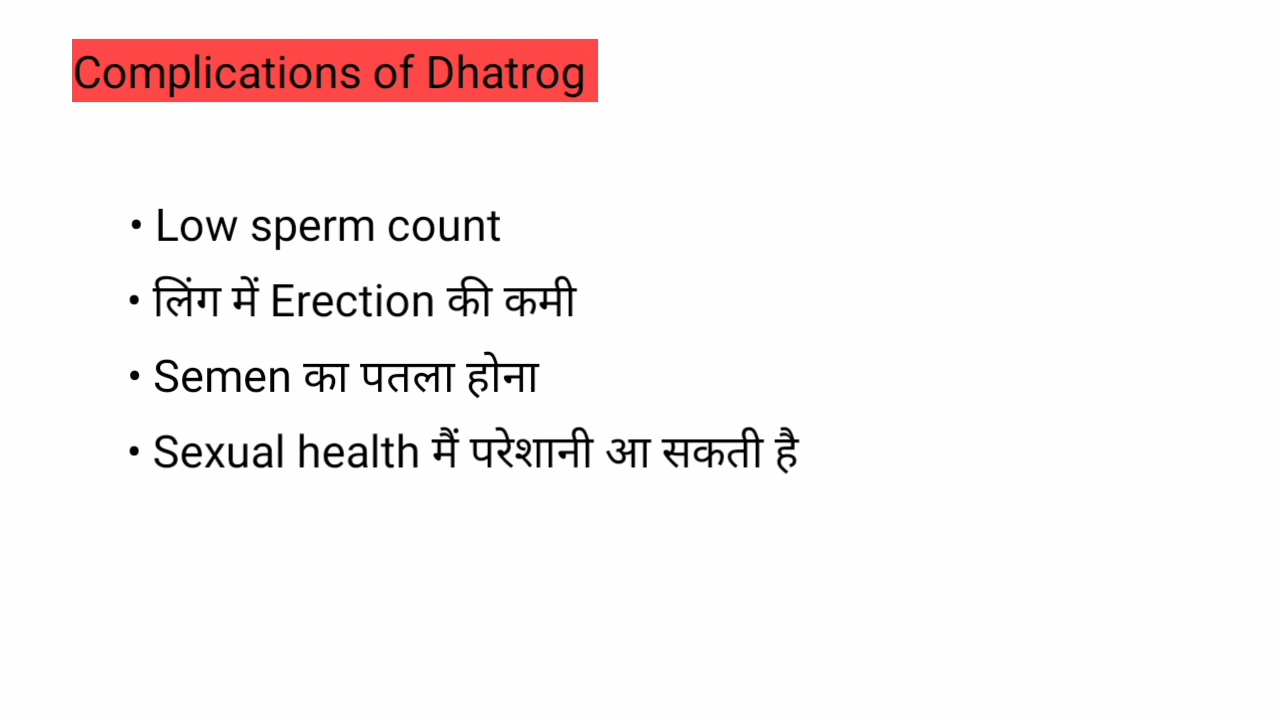 Complications of Dhatrog
• Low sperm count
• लिंग में Erection की कमी
• Semen का पतला होना
• Sexual health मैं परेशानी आ सकती है